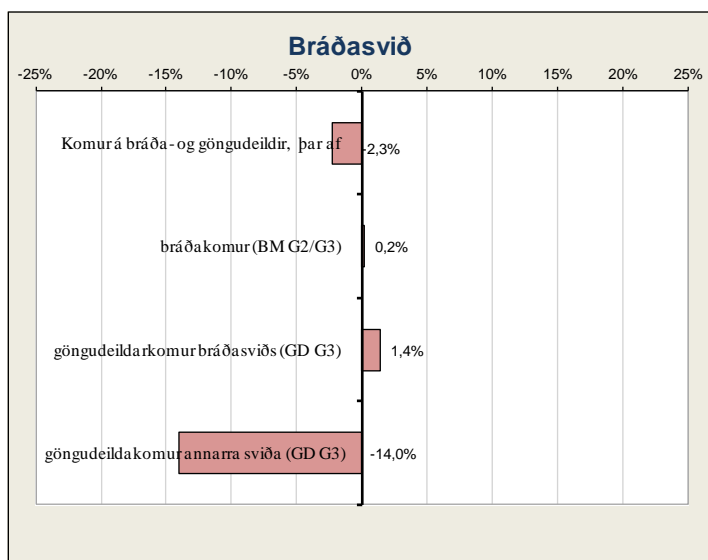 Bráðasvið
-25% -20% -15% -10% -5% 0% 5% 10% 15% 20% 25%
Komur á bráða- og göngudeildir, þar af -2,3%
bráðakomur (BM G2/G3) 0,2%
göngudeildarkomur bráðasviðs (GD G3) 1,4%
göngudeildakomur annarra sviða (GD G3) -14,0%